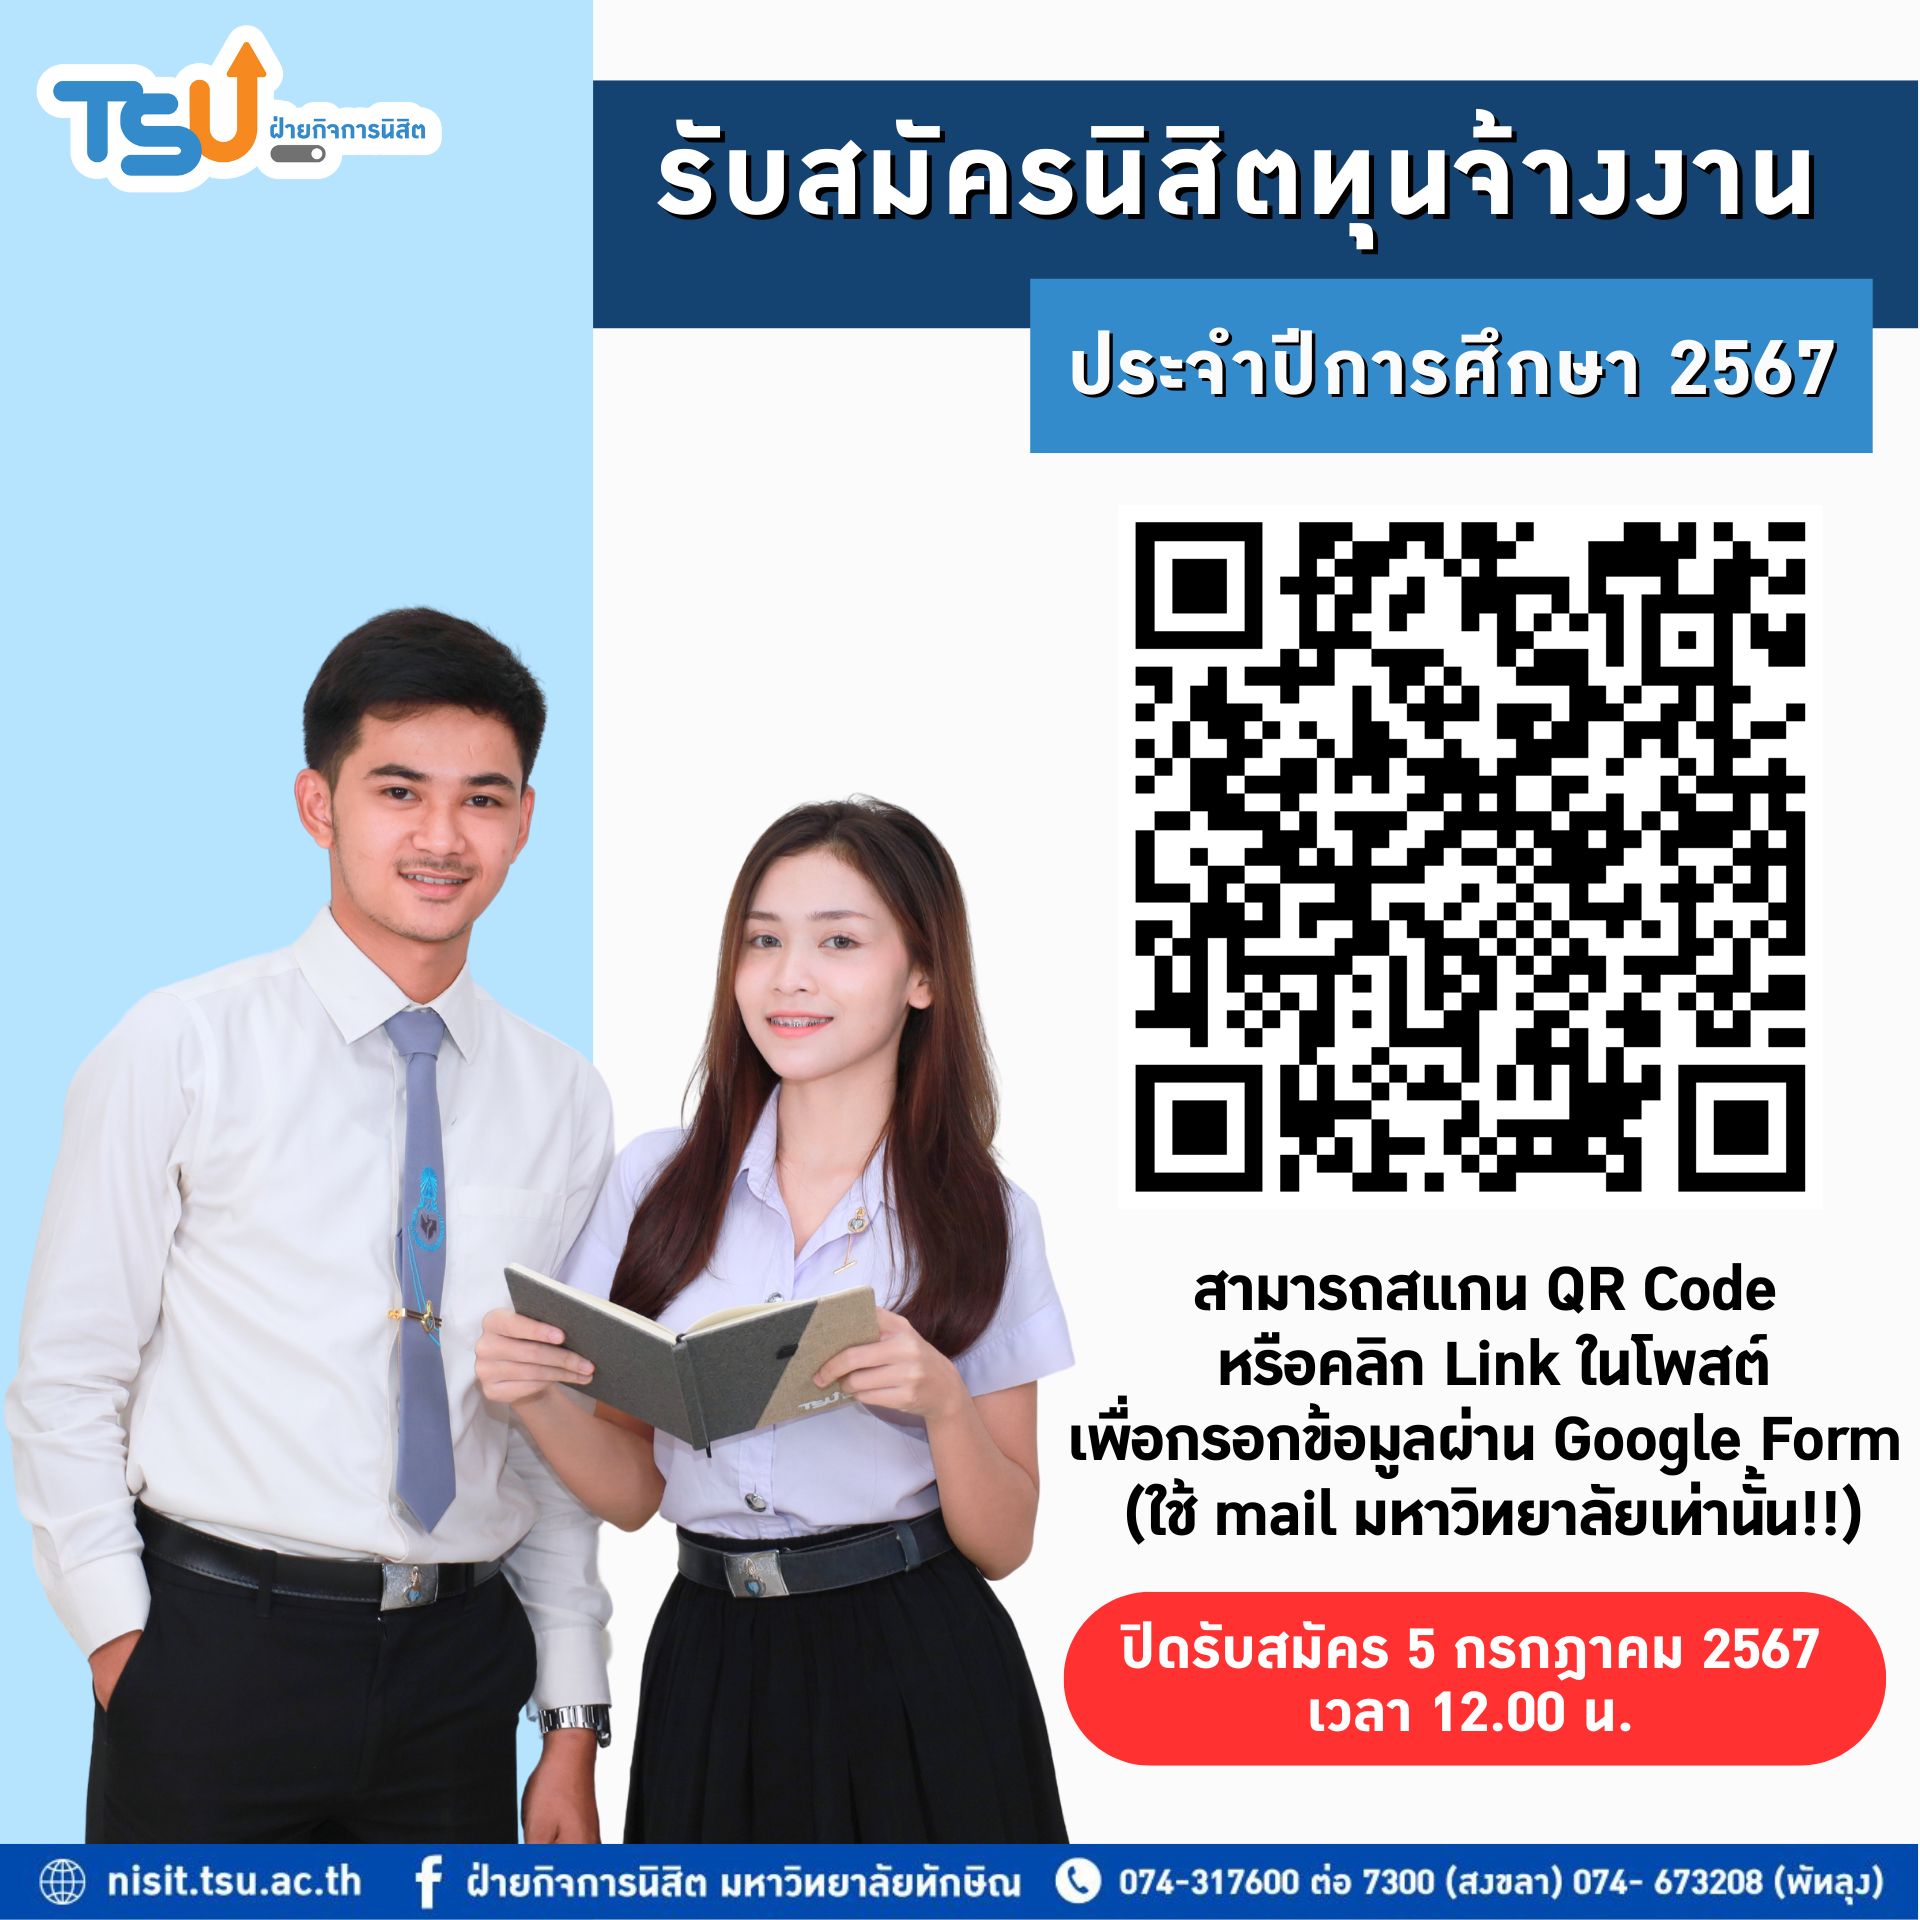 TSU ฝ่ายกิจการนิสิต
รับสมัครนิสิตทุนจ้างงาน
ประจำปีการศึกษา 2567
สามารถสแกน QR Code
หรือคลิก Link ในโพสต์
เพื่อกรอกข้อมูลผ่าน Google Form
(ใช้ mail มหาวิทยาลัยเท่านั้น!!)
TSU
ปิดรับสมัคร 5 กรกฎาคม 2567
เวลา 12.00 น.
nisit.tsu.ac.th ฝ่ายกิจการนิสิต มหาวิทยาลัยทักษิณ 074-317600 ต่อ 7300 (สงขลา) 074- 673208 (พัทลุง)